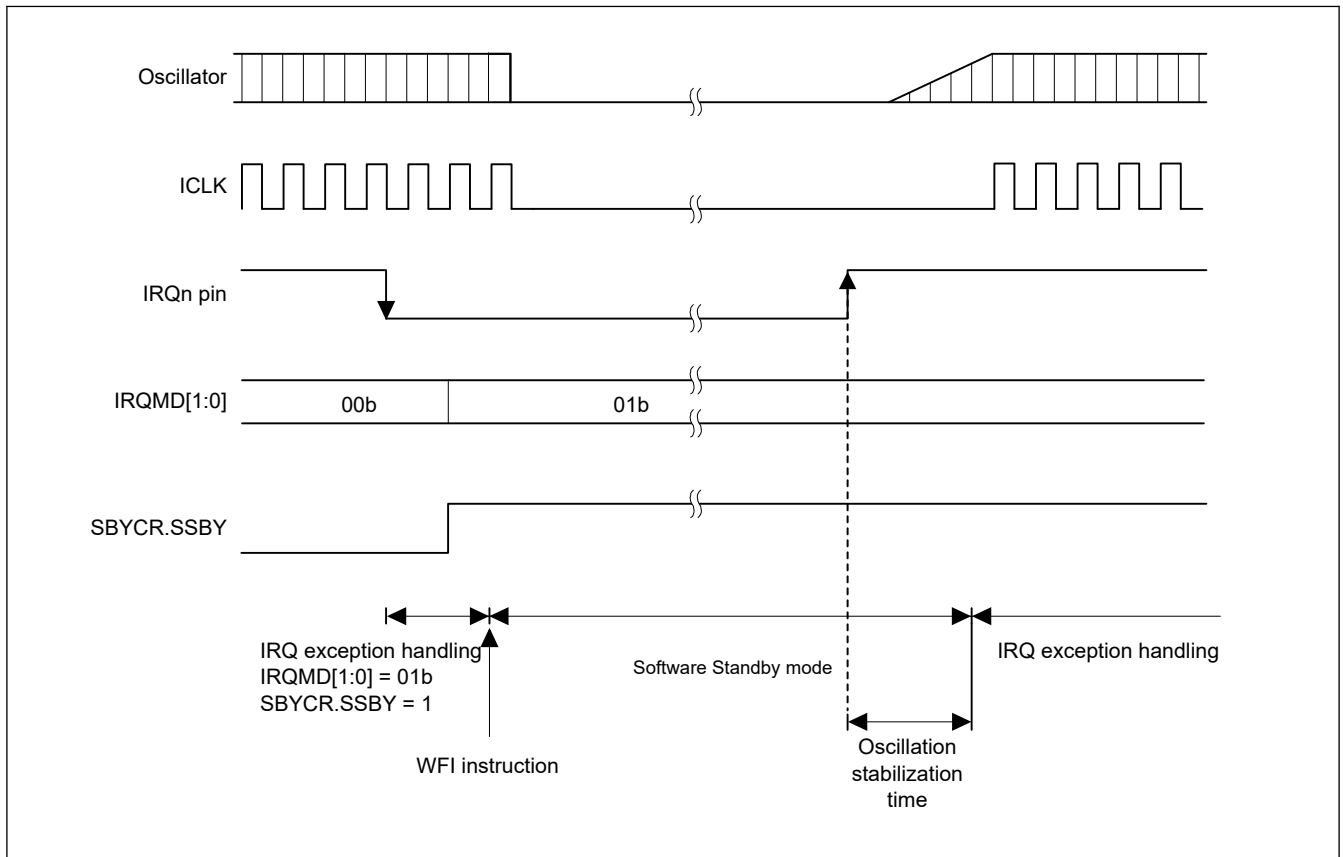 Oscillator
ICLK
IRQn pin
IRQMD[1:0]
00b
01b
SBYCR.SSBY
IRQ exception handling
IRQMD[1:0] = 01b
SBYCR.SSBY = 1
WFI instruction
Software Standby mode
Oscillation
stabilization
time
IRQ exception handling